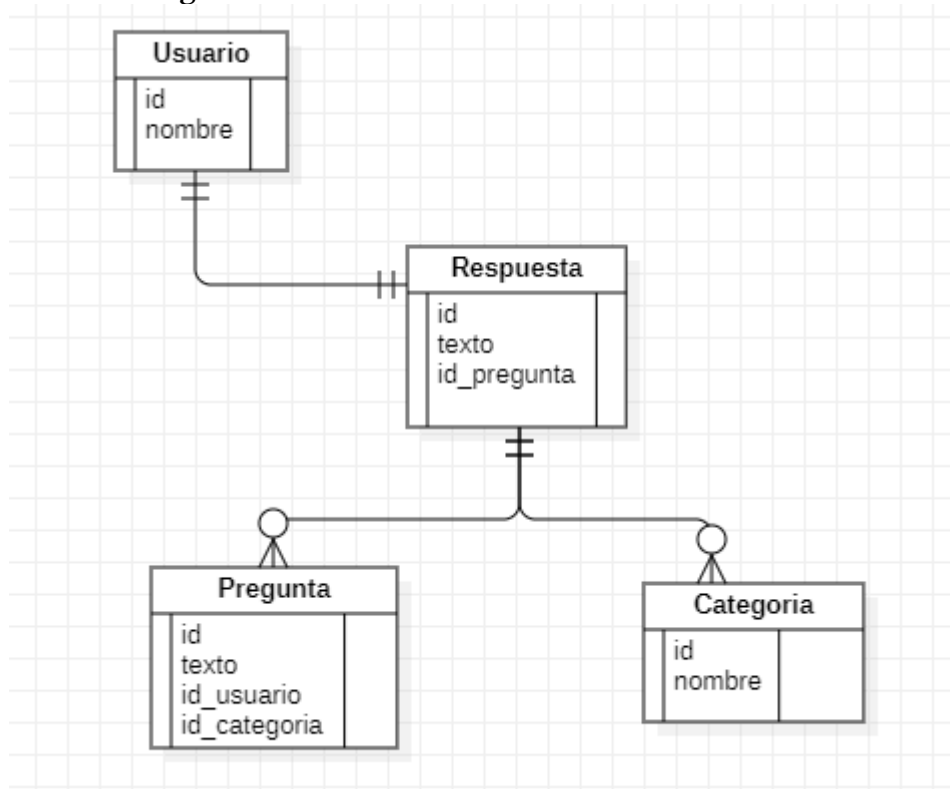 Usuario
id
nombre
Respuesta
id
texto
id_pregunta
Pregunta
id
texto
id_usuario
id_categoria
Categoria
id
nombre